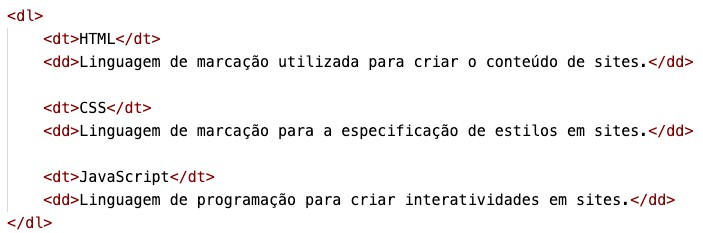 <dl>
<dt>HTML</dt>
<dd>Linguagem de marcação utilizada para criar o conteúdo de sites.</dd>
<dt>CSS</dt>
<dd>Linguagem de marcação para a especificação de estilos em sites.</dd>
<dt>JavaScript</dt>
<dd>Linguagem de programação para criar interatividades em sites.</dd>
</dl>